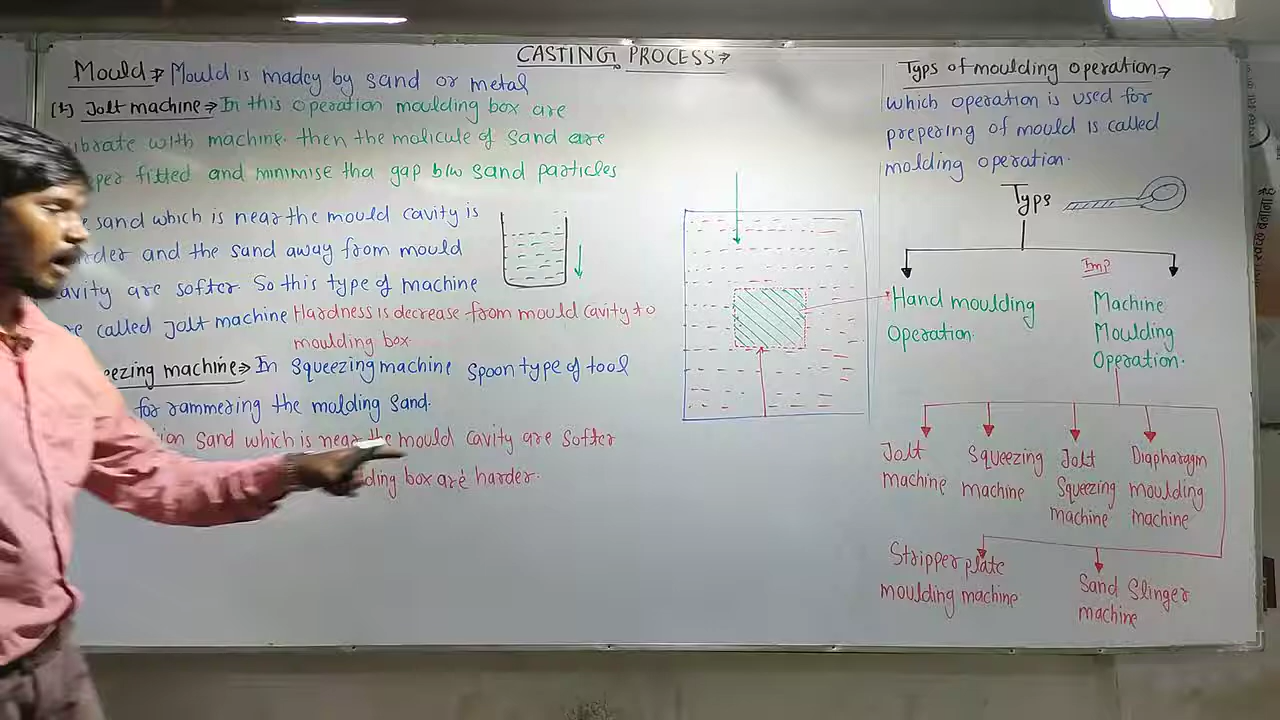 CASTING PROCESS→
Mould→ Mould is madey by sand or metal
(1) Jolt machine→ In this operation moulding box are
with machine. then the molicule of sand are
fitted and minimise tha gap b/w sand particles
sand which is near the mould cavity is
and the sand away from mould
cavity are softer. So this type of machine
called Jolt machine Hardness is decrease from mould cavity to
moulding box.
machine→ In Squeezing machine spoon type of tool
for rammering the molding sand.
sand which is near the mould cavity are softer
box are harder.
Typs of moulding operation→
which operation is used for
prepering of mould is called
molding operation.
Typs
Imp
Hand moulding
Operation.
Machine
Moulding
Operation.
Jolt
machine
Squeezing
machine
Jolt
Squeezing
machine
Diapharagm
moulding
machine
Stripper plate
moulding machine
Sand Slinger
machine